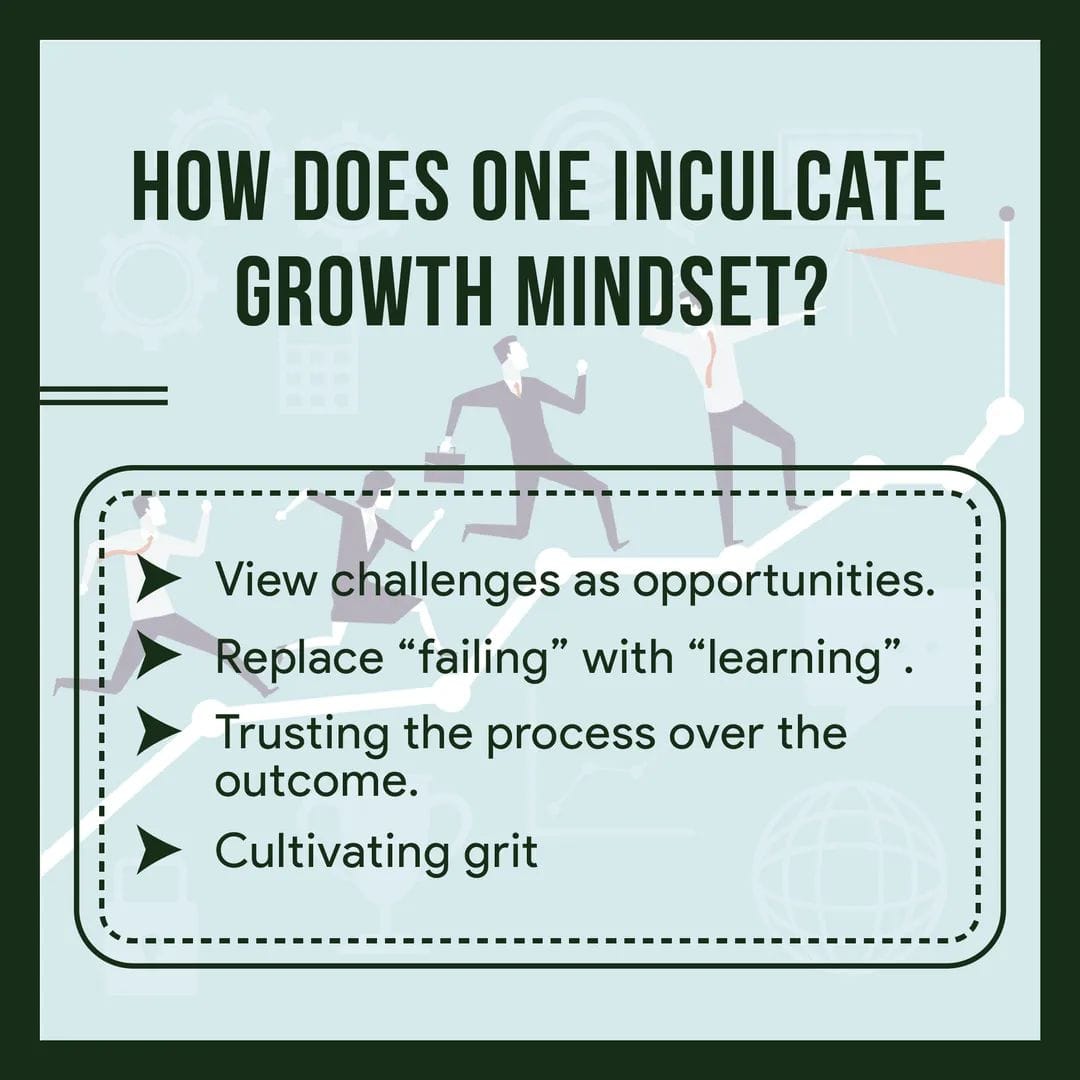 HOW DOES ONE INCULCATE
GROWTH MINDSET?
View challenges as opportunities.
Replace “failing” with “learning”.
Trusting the process over the
outcome.
Cultivating grit